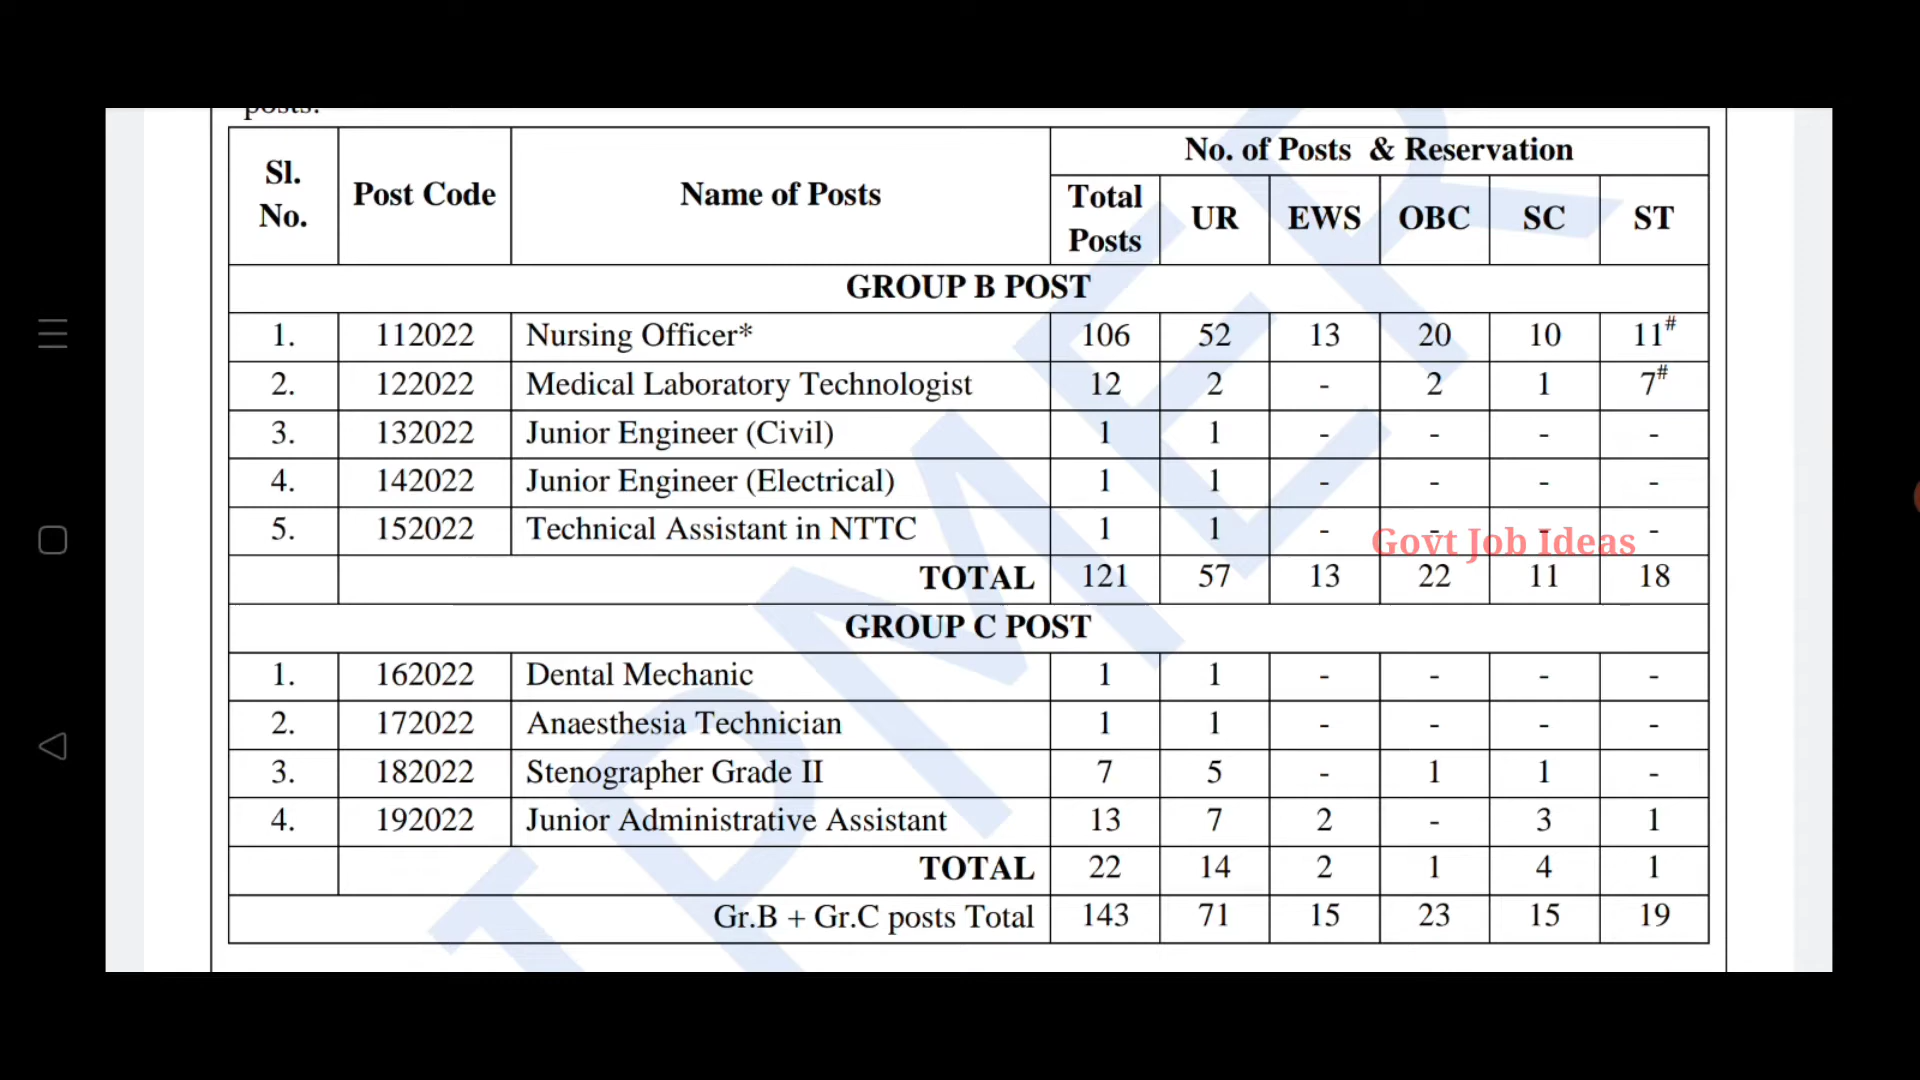 posts.
Sl. No. Post Code Name of Posts No. of Posts & Reservation
Total Posts UR EWS OBC SC ST
GROUP B POST
1. 112022 Nursing Officer* 106 52 13 20 10 11#
2. 122022 Medical Laboratory Technologist 12 2 - 2 1 7#
3. 132022 Junior Engineer (Civil) 1 1 - - - -
4. 142022 Junior Engineer (Electrical) 1 1 - - - -
5. 152022 Technical Assistant in NTTC 1 1 - - - -
Govt Job Ideas
TOTAL 121 57 13 22 11 18
GROUP C POST
1. 162022 Dental Mechanic 1 1 - - - -
2. 172022 Anaesthesia Technician 1 1 - - - -
3. 182022 Stenographer Grade II 7 5 - 1 1 -
4. 192022 Junior Administrative Assistant 13 7 2 - 3 1
TOTAL 22 14 2 1 4 1
Gr.B + Gr.C posts Total 143 71 15 23 15 19
IPMER